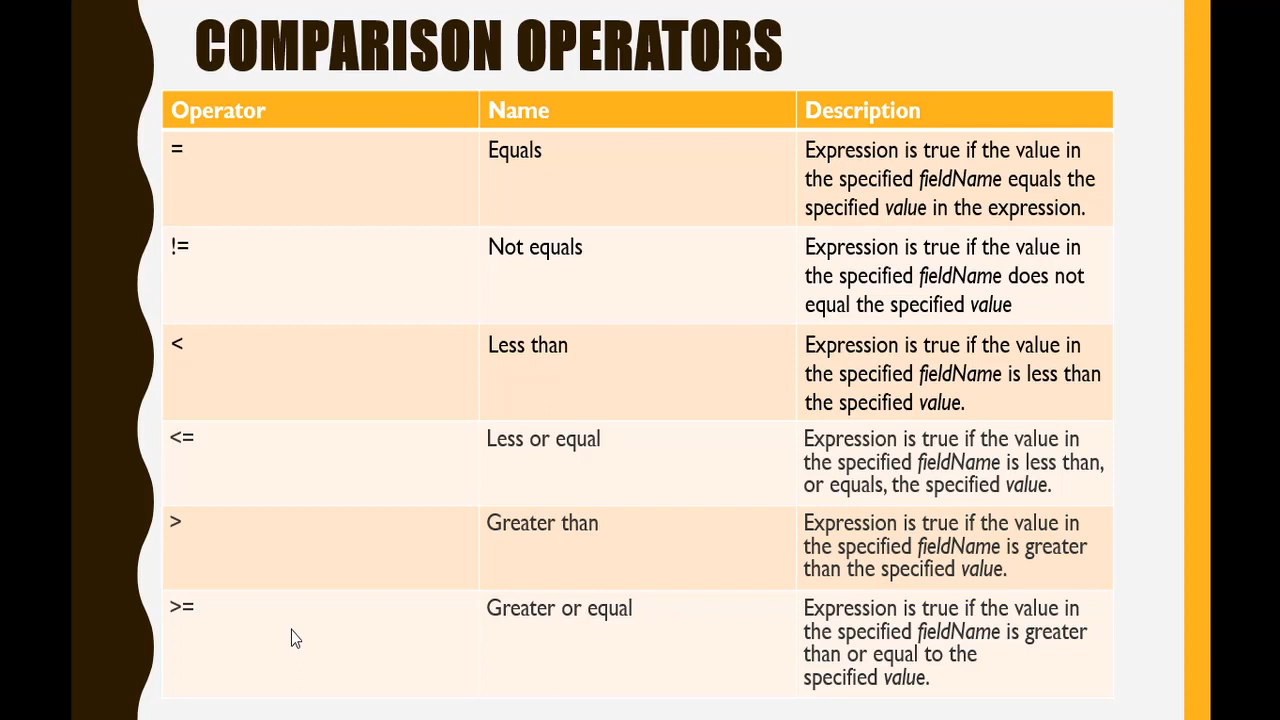 COMPARISON OPERATORS
Operator Name Description
= Equals Expression is true if the value in
the specified fieldName equals the
specified value in the expression.
!= Not equals Expression is true if the value in
the specified fieldName does not
equal the specified value
< Less than Expression is true if the value in
the specified fieldName is less than
the specified value.
<= Less or equal Expression is true if the value in
the specified fieldName is less than,
or equals, the specified value.
> Greater than Expression is true if the value in
the specified fieldName is greater
than the specified value.
>= Greater or equal Expression is true if the value in
the specified fieldName is greater
than or equal to the
specified value.